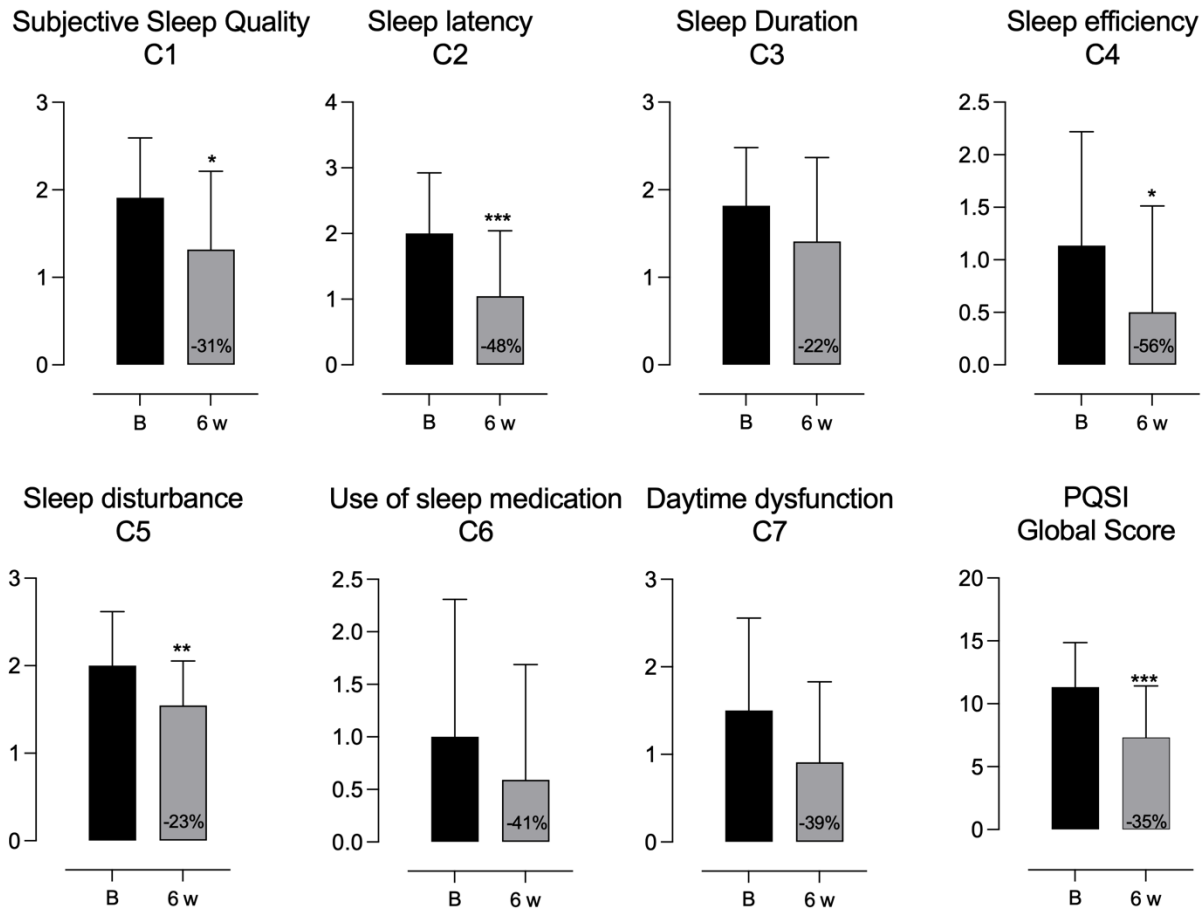 Subjective Sleep Quality
C1
3
2
1
0
*
-31%
B
6 w
Sleep latency
C2
4
3
2
1
0
***
-48%
B
6 w
Sleep Duration
C3
3
2
1
0
-22%
B
6 w
Sleep efficiency
C4
2.5
2.0
1.5
1.0
0.5
0.0
*
-56%
B
6 w
Sleep disturbance
C5
3
2
1
0
**
-23%
B
6 w
Use of sleep medication
C6
2.5
2.0
1.5
1.0
0.5
0.0
-41%
B
6 w
Daytime dysfunction
C7
3
2
1
0
-39%
B
6 w
PQSI
Global Score
20
15
10
5
0
***
-35%
B
6 w